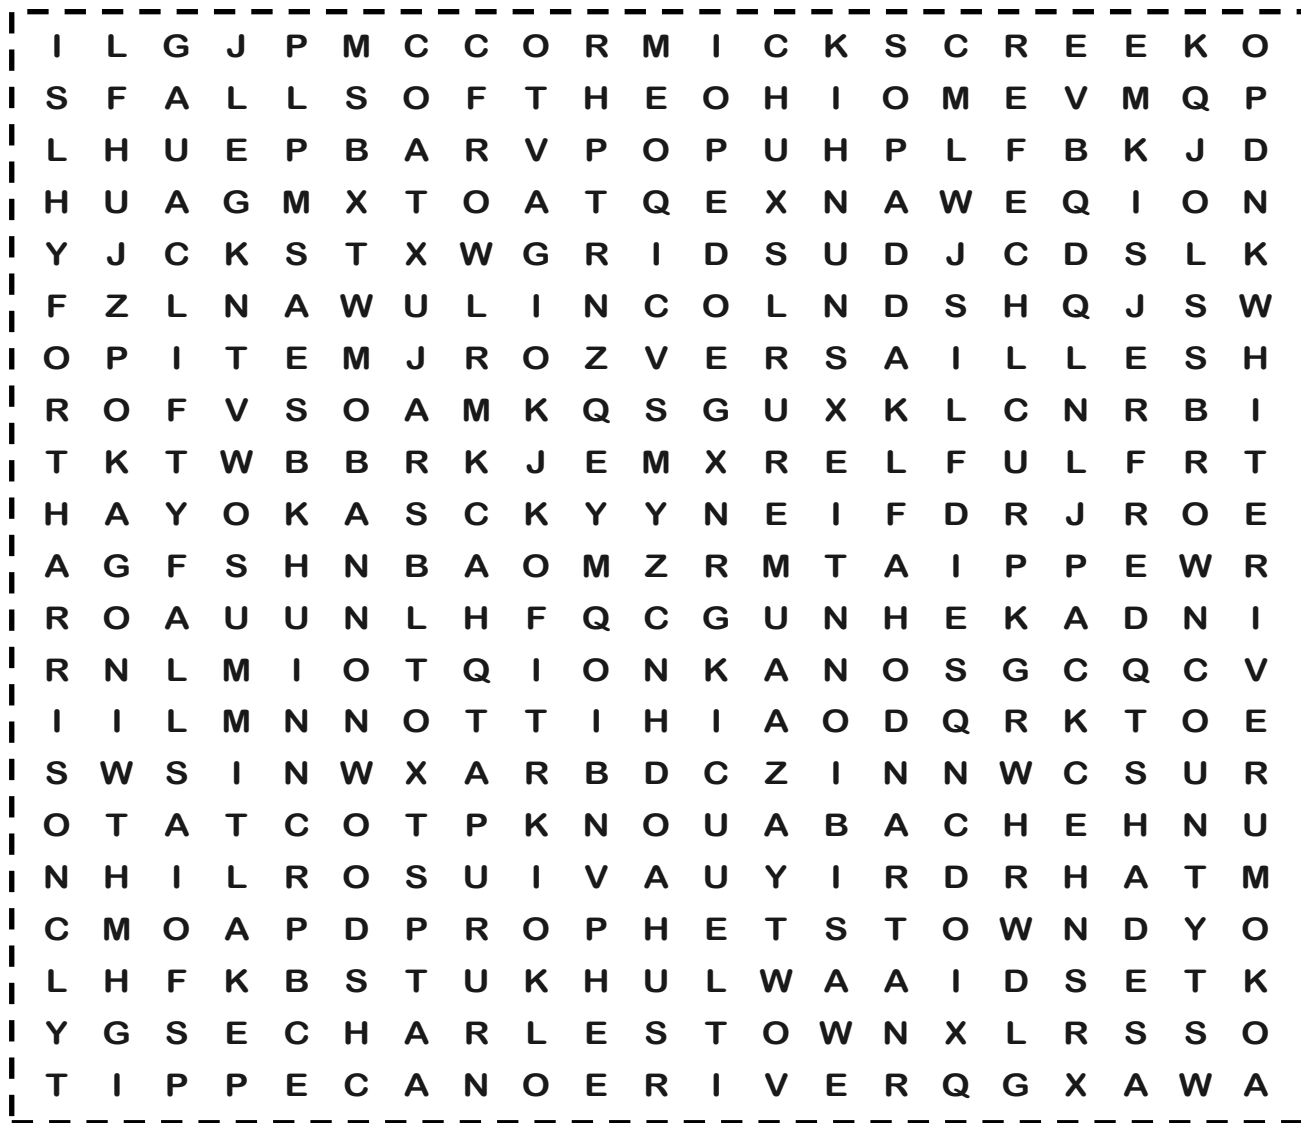 I L G J P M C C O R M I C K S C R E E K O
S F A L L S O F T H E O H I O M E V M Q P
L H U E P B A R V P O P U H P L F B K J D
H U A G M X T O A T Q E X N A W E Q I O N
Y J C K S T X W G R I D S U D J C D S L K
F Z L N A W U L I N C O L N D S H Q J S W
O P I T E M J R O Z V E R S A I L L E S H
R O F V S O A M K Q S G U X K L C N R B I
T K T W B B R K J E M X R E L F U L F R T
H A Y O K A S C K Y Y N E I F D R J R O E
A G F S H N B A O M Z R M T A I P P E W R
R O A U U N L H F Q C G U N H E K A D N I
R N L M I O T Q I O N K A N O S G C Q C V
I I L M N N O T T I H I A O D Q R K T O E
S W S I N W X A R B D C Z I N N W C S U R
O T A T C O T P K N O U A B A C H E H N U
N H I L R O S U I V A U Y I R D R H A T M
C M O A P D P R O P H E T S T O W N D Y O
L H F K B S T U K H U L W A A I D S E T K
Y G S E C H A R L E S T O W N X L R S S O
T I P P E C A N O E R I V E R Q G X A W A